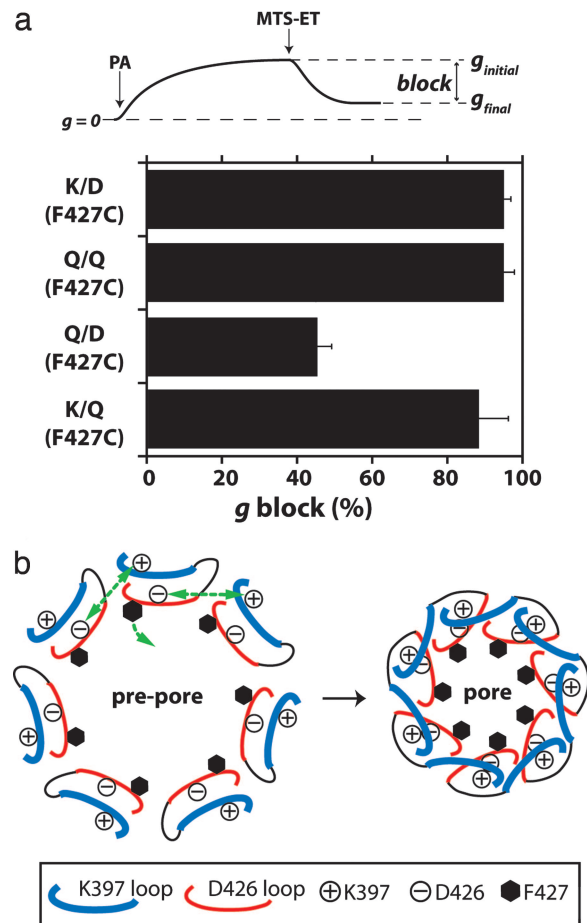 a
MTS-ET
PA
g initial
block
g final
g = 0
K/D
(F427C)
Q/Q
(F427C)
Q/D
(F427C)
K/Q
(F427C)
0 20 40 60 80 100
g block (%)
b
pre-pore
pore
K397 loop D426 loop ⊕ K397 ⊖ D426 F427